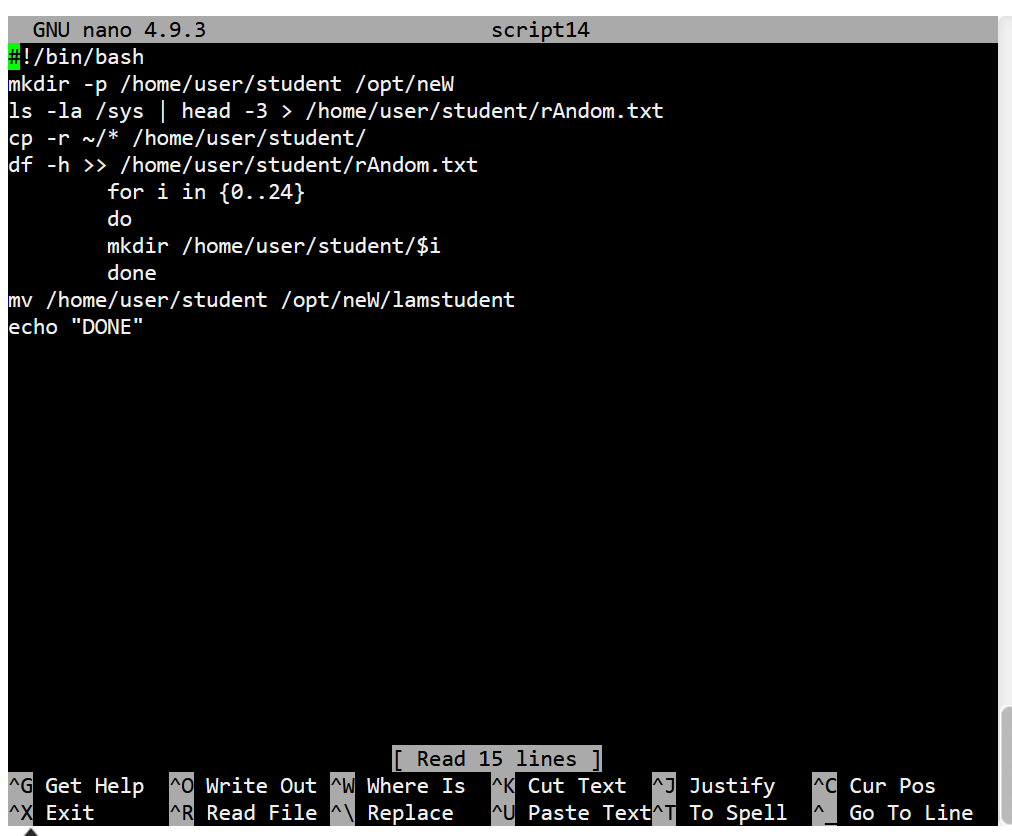 GNU nano 4.9.3 script14
#!/bin/bash
mkdir -p /home/user/student /opt/neW
ls -la /sys | head -3 > /home/user/student/rAndom.txt
cp -r ~/* /home/user/student/
df -h >> /home/user/student/rAndom.txt
        for i in {0..24}
        do
        mkdir /home/user/student/$i
        done
mv /home/user/student /opt/neW/lamstudent
echo "DONE"
[ Read 15 lines ]
^G Get Help ^O Write Out ^W Where Is ^K Cut Text ^J Justify ^C Cur Pos
^X Exit ^R Read File ^\ Replace ^U Paste Text ^T To Spell ^_ Go To Line